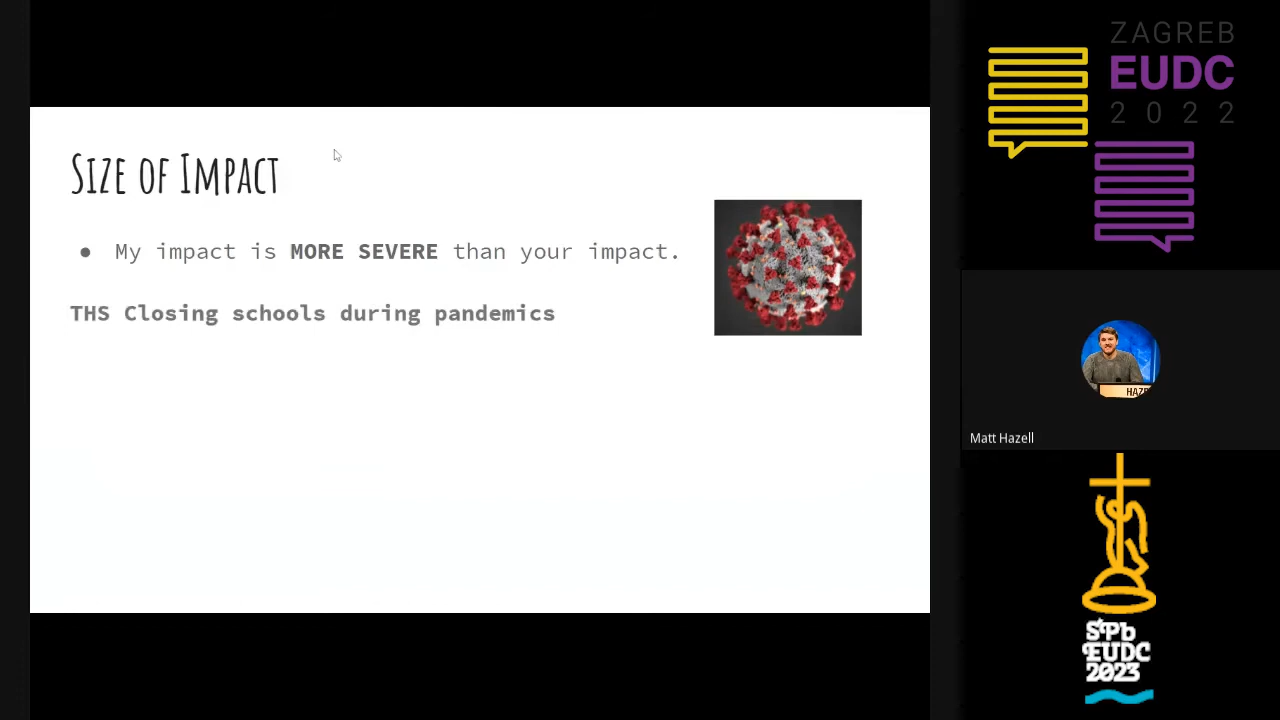 Size of Impact
● My impact is MORE SEVERE than your impact.
THS Closing schools during pandemics
ZAGREB
EUDC
2022
Matt Hazell
SPb
EUDC
2023